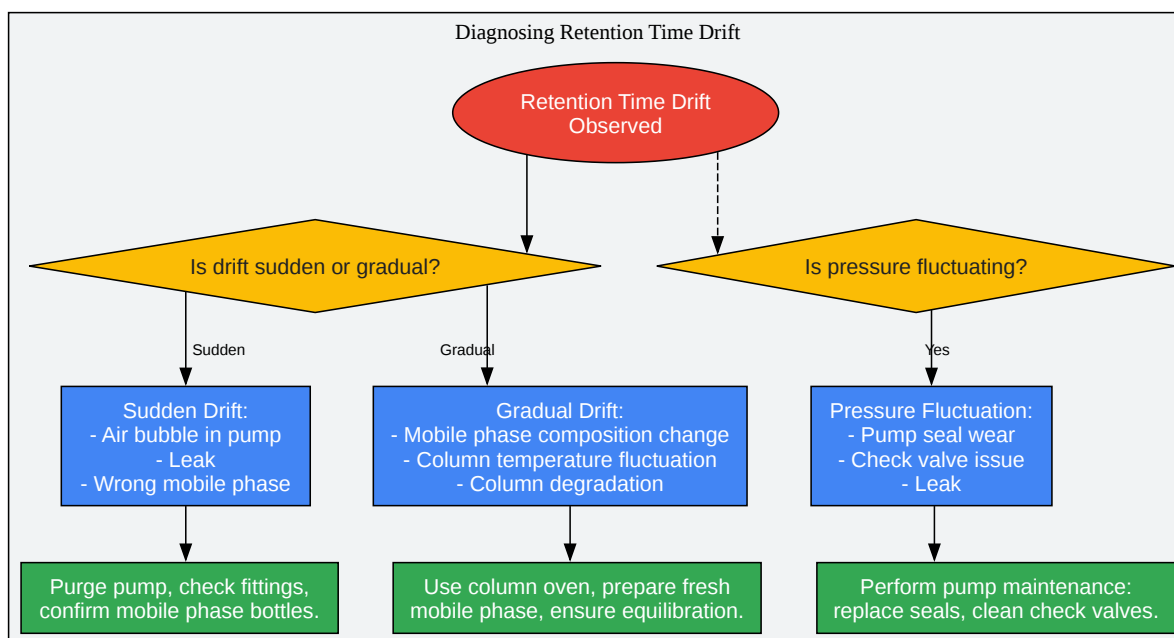 Diagnosing Retention Time Drift
Retention Time Drift
Observed
Is drift sudden or gradual?
Is pressure fluctuating?
Sudden
Gradual
Yes
Sudden Drift:
- Air bubble in pump
- Leak
- Wrong mobile phase
Gradual Drift:
- Mobile phase composition change
- Column temperature fluctuation
- Column degradation
Pressure Fluctuation:
- Pump seal wear
- Check valve issue
- Leak
Purge pump, check fittings,
confirm mobile phase bottles.
Use column oven, prepare fresh
mobile phase, ensure equilibration.
Perform pump maintenance:
replace seals, clean check valves.